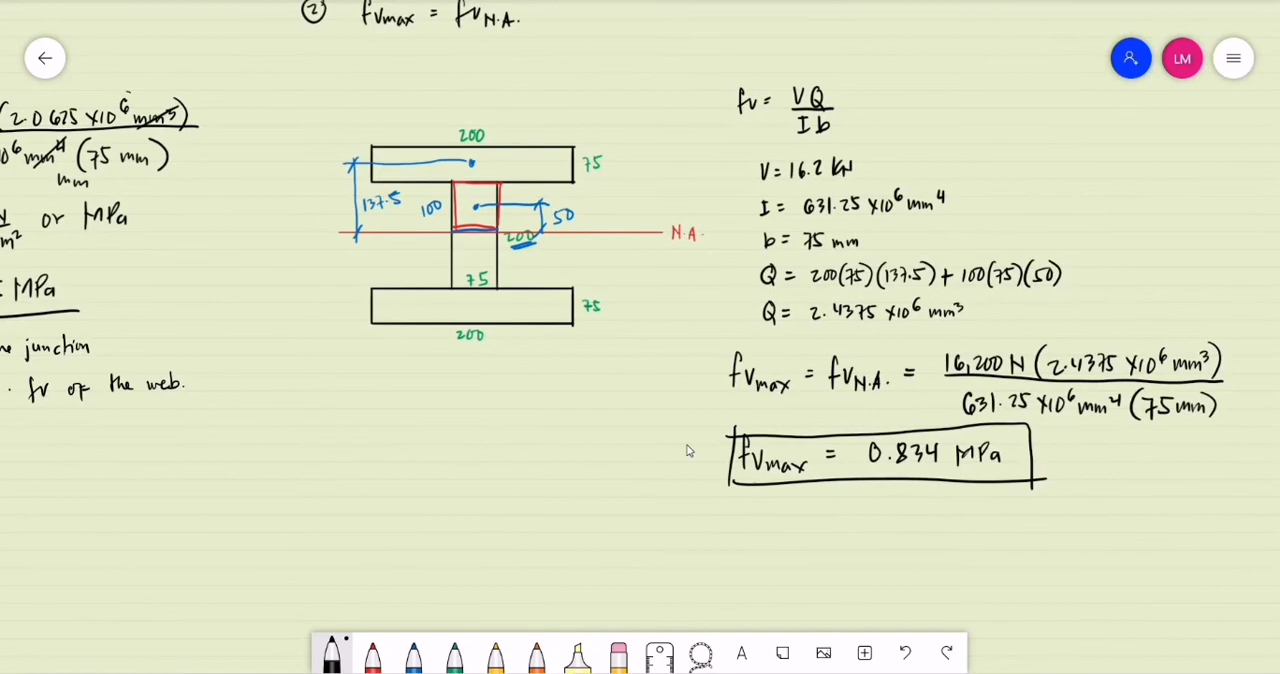 ② fvmax = fvN.A.
(2.0625 x10⁶ mm³)
10⁶ mm⁴ (75 mm)
mm
or MPa
MPa
junction
. fv of the web.
200
75
137.5
100
50
200
N.A.
75
75
200
fv = VQ
Ib
V = 16.2 KN
I = 631.25 x10⁶ mm⁴
b = 75 mm
Q = 200(75)(137.5) + 100(75)(50)
Q = 2.4375 x10⁶ mm³
fvmax = fvN.A. = 16,200 N (2.4375 x10⁶ mm³)
631.25 x10⁶ mm⁴ (75mm)
fvmax = 0.834 MPa
LM
A